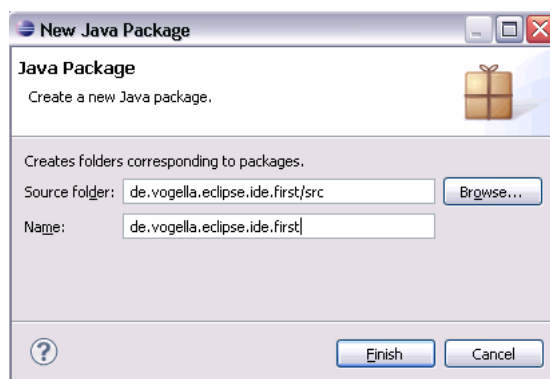 New Java Package
Java Package
Create a new Java package.
Creates folders corresponding to packages.
Source folder: de.vogella.eclipse.ide.first/src Browse...
Name: de.vogella.eclipse.ide.first
? Finish Cancel